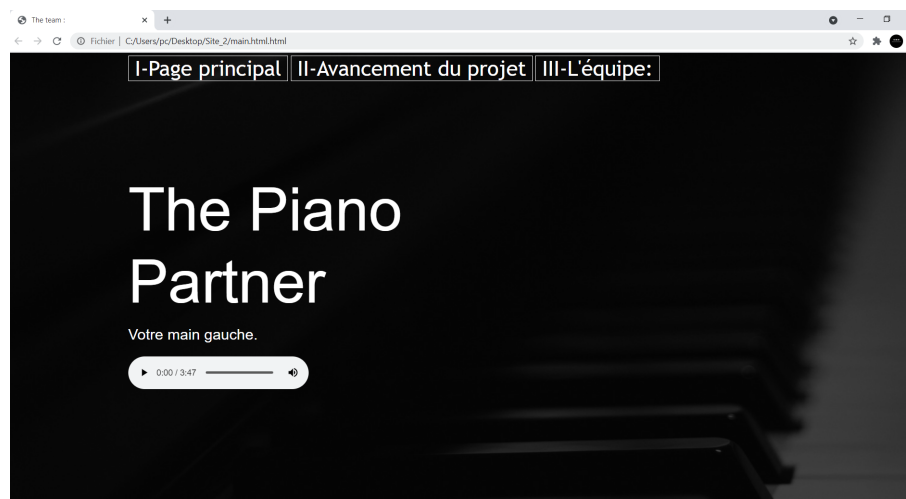 The team :
Fichier | C:/Users/pc/Desktop/Site_2/main.html.html
I-Page principal II-Avancement du projet III-L'équipe:
The Piano
Partner
Votre main gauche.
0:00 / 3:47